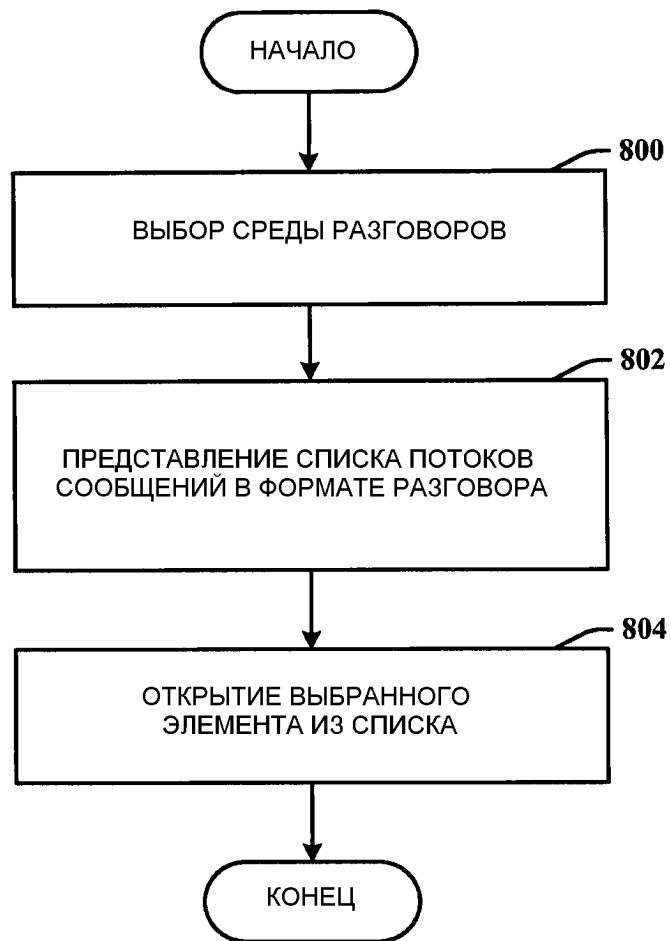 НАЧАЛО
800
ВЫБОР СРЕДЫ РАЗГОВОРОВ
802
ПРЕДСТАВЛЕНИЕ СПИСКА ПОТОКОВ
СООБЩЕНИЙ В ФОРМАТЕ РАЗГОВОРА
804
ОТКРЫТИЕ ВЫБРАННОГО
ЭЛЕМЕНТА ИЗ СПИСКА
КОНЕЦ